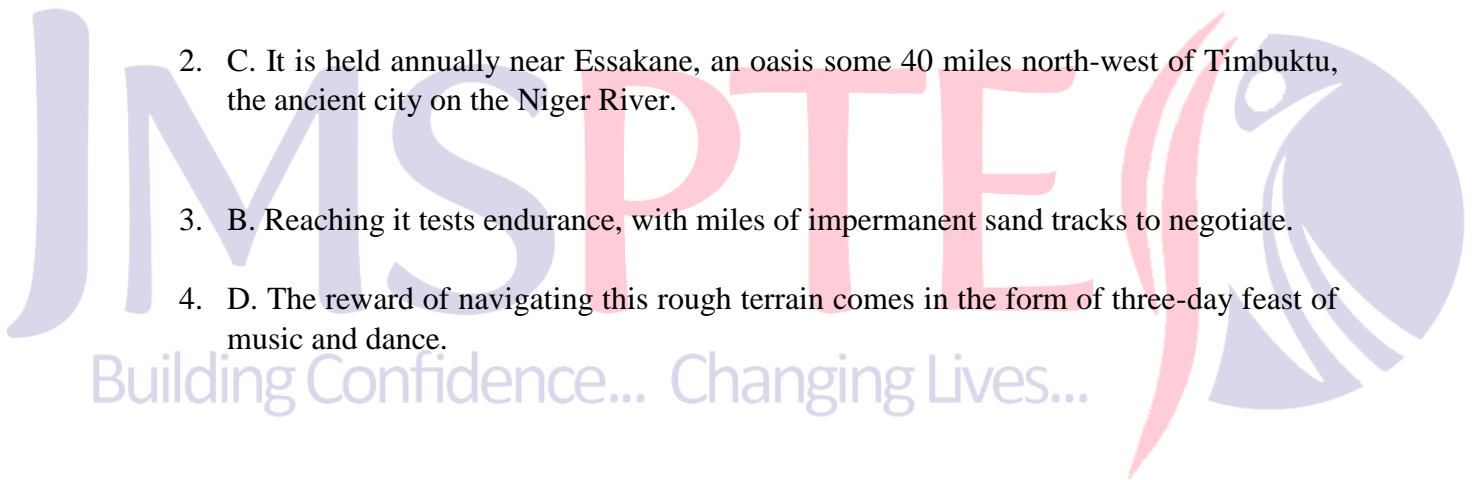 2. C. It is held annually near Essakane, an oasis some 40 miles north-west of Timbuktu,
the ancient city on the Niger River.
3. B. Reaching it tests endurance, with miles of impermanent sand tracks to negotiate.
4. D. The reward of navigating this rough terrain comes in the form of three-day feast of
music and dance.
JMSPTE
Building Confidence... Changing Lives...